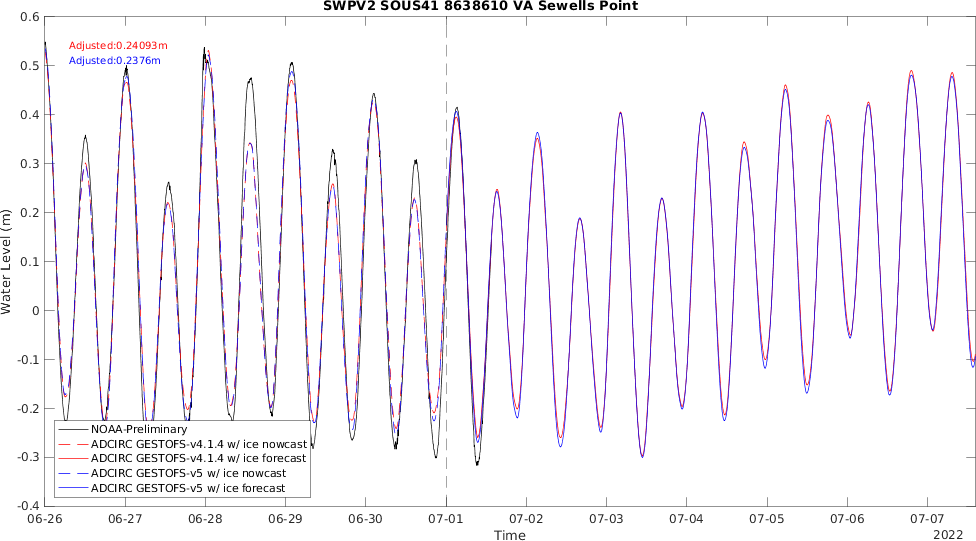 SWPV2 SOUS41 8638610 VA Sewells Point
0.6
0.5
0.4
0.3
0.2
0.1
0
-0.1
-0.2
-0.3
-0.4
Water Level (m)
Adjusted:0.24093m
Adjusted:0.2376m
NOAA-Preliminary
ADCIRC GESTOFS-v4.1.4 w/ ice nowcast
ADCIRC GESTOFS-v4.1.4 w/ ice forecast
ADCIRC GESTOFS-v5 w/ ice nowcast
ADCIRC GESTOFS-v5 w/ ice forecast
06-26 06-27 06-28 06-29 06-30 07-01 07-02 07-03 07-04 07-05 07-06 07-07
Time
2022